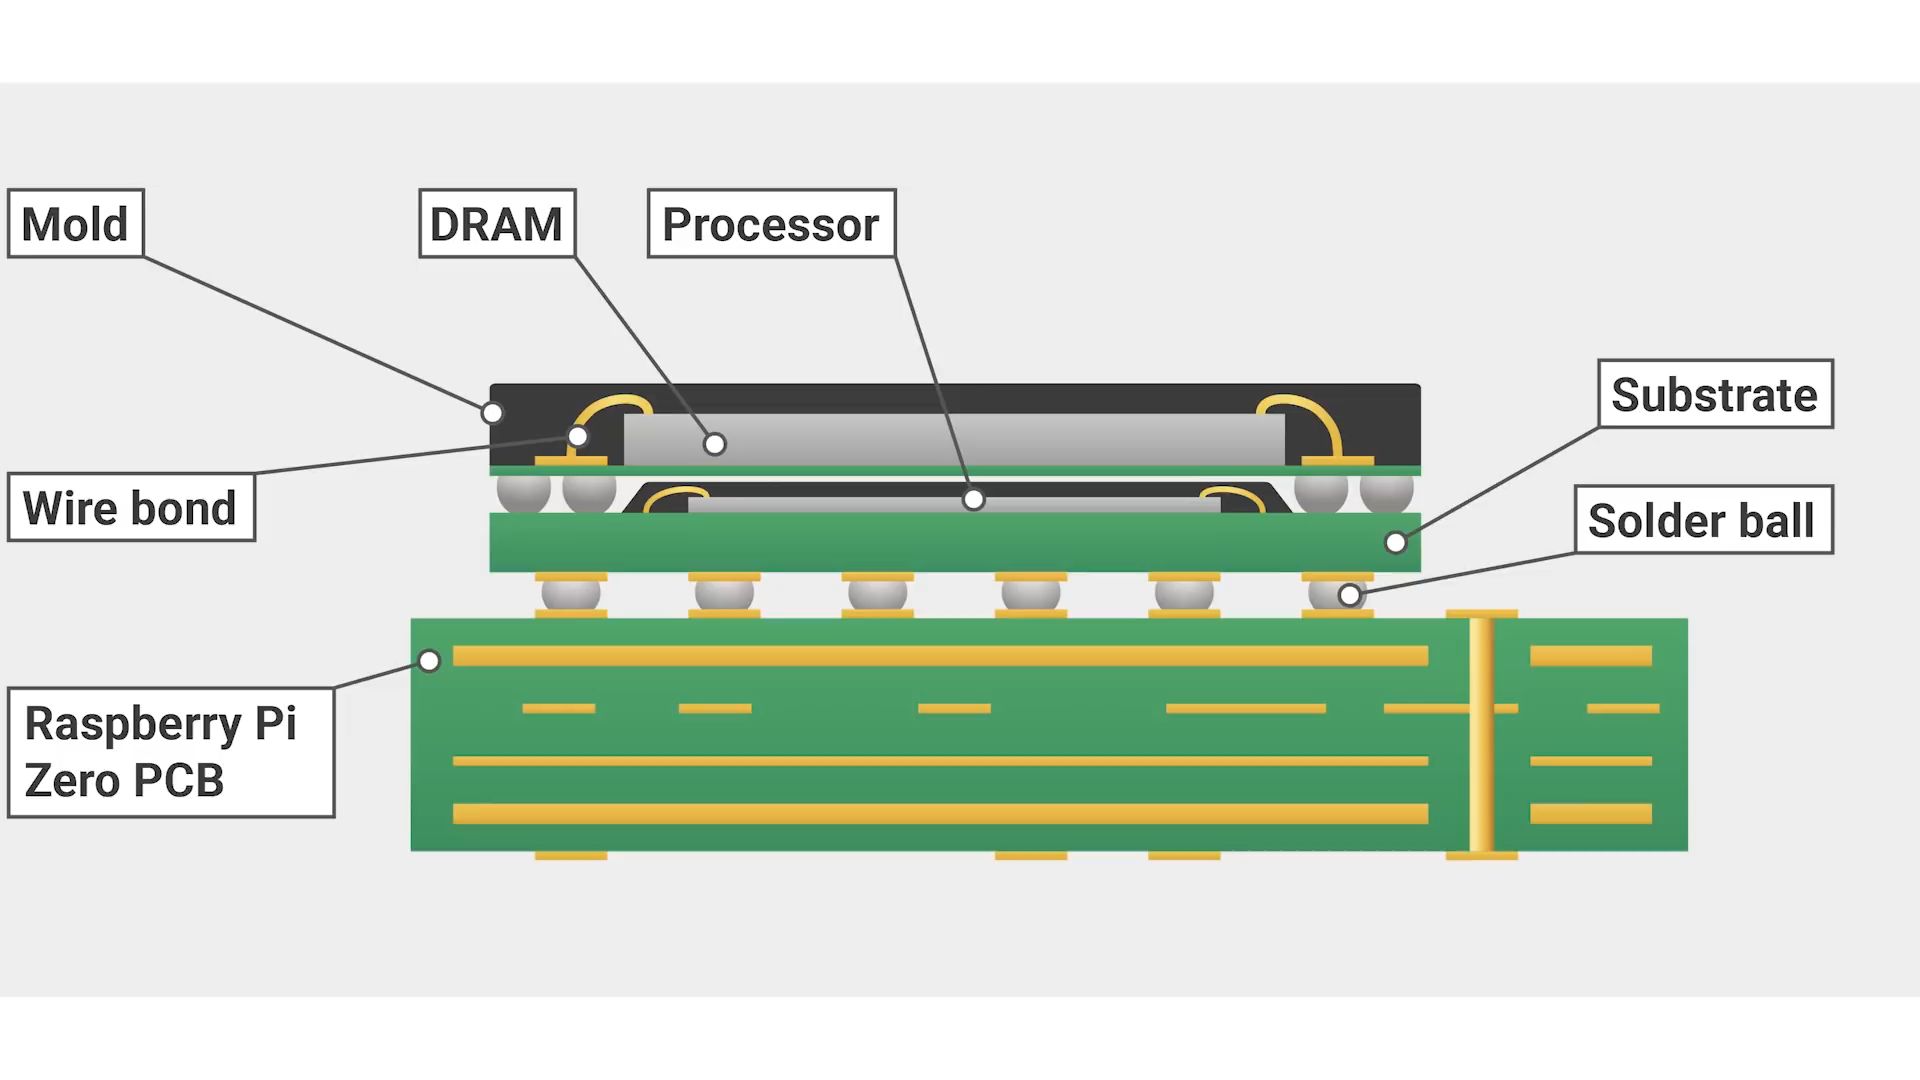 Mold
DRAM
Processor
Substrate
Wire bond
Solder ball
Raspberry Pi
Zero PCB